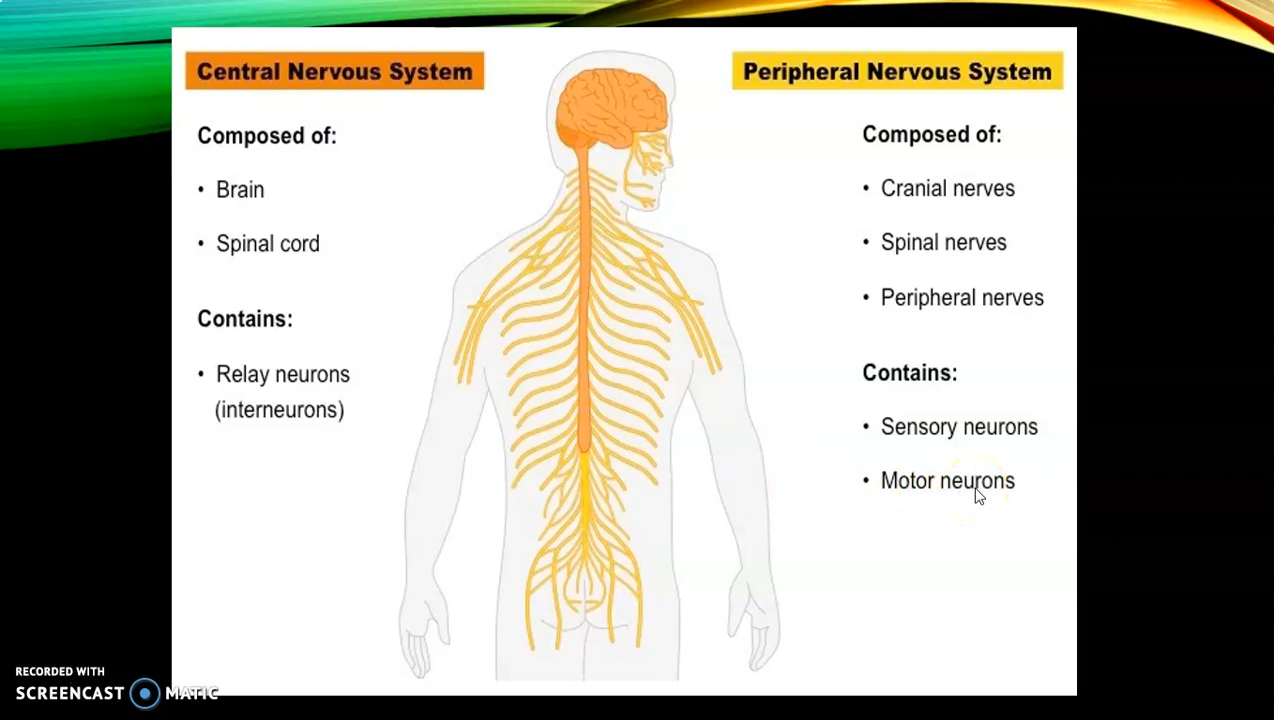 Central Nervous System
Composed of:
• Brain
• Spinal cord
Contains:
• Relay neurons
(interneurons)
Peripheral Nervous System
Composed of:
• Cranial nerves
• Spinal nerves
• Peripheral nerves
Contains:
• Sensory neurons
• Motor neurons
RECORDED WITH
SCREENCAST MATIC